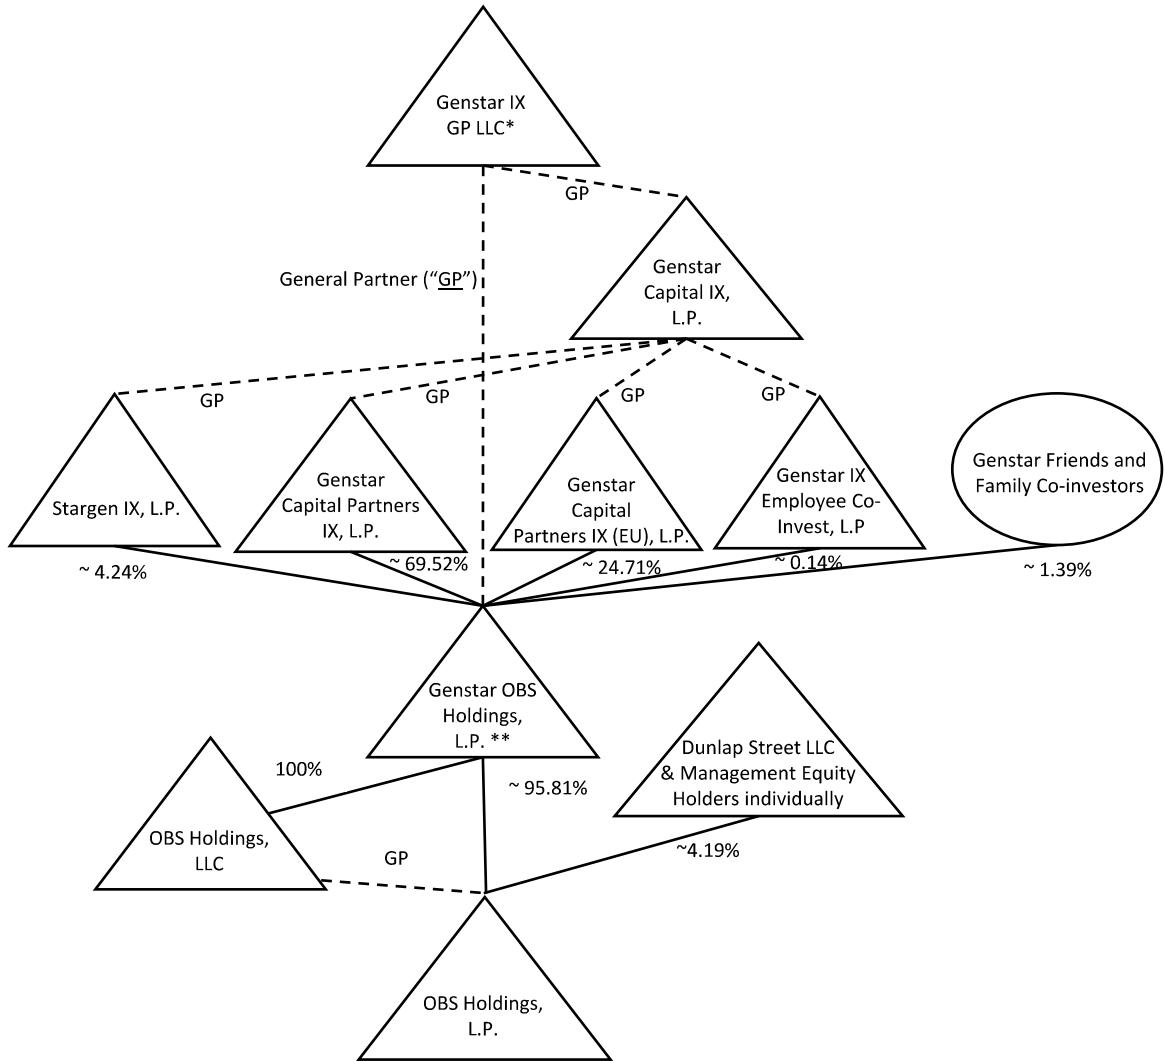 Genstar IX
GP LLC*
GP
General Partner (“GP”)
Genstar
Capital IX,
L.P.
GP
GP
GP
GP
Stargen IX, L.P.
Genstar
Capital Partners
IX, L.P.
Genstar
Capital
Partners IX (EU), L.P.
Genstar IX
Employee Co-
Invest, L.P
Genstar Friends and
Family Co-investors
~ 4.24%
~ 69.52%
~ 24.71%
~ 0.14%
~ 1.39%
Genstar OBS
Holdings,
L.P. **
Dunlap Street LLC
& Management Equity
Holders individually
100%
~ 95.81%
OBS Holdings,
LLC
GP
~4.19%
OBS Holdings,
L.P.